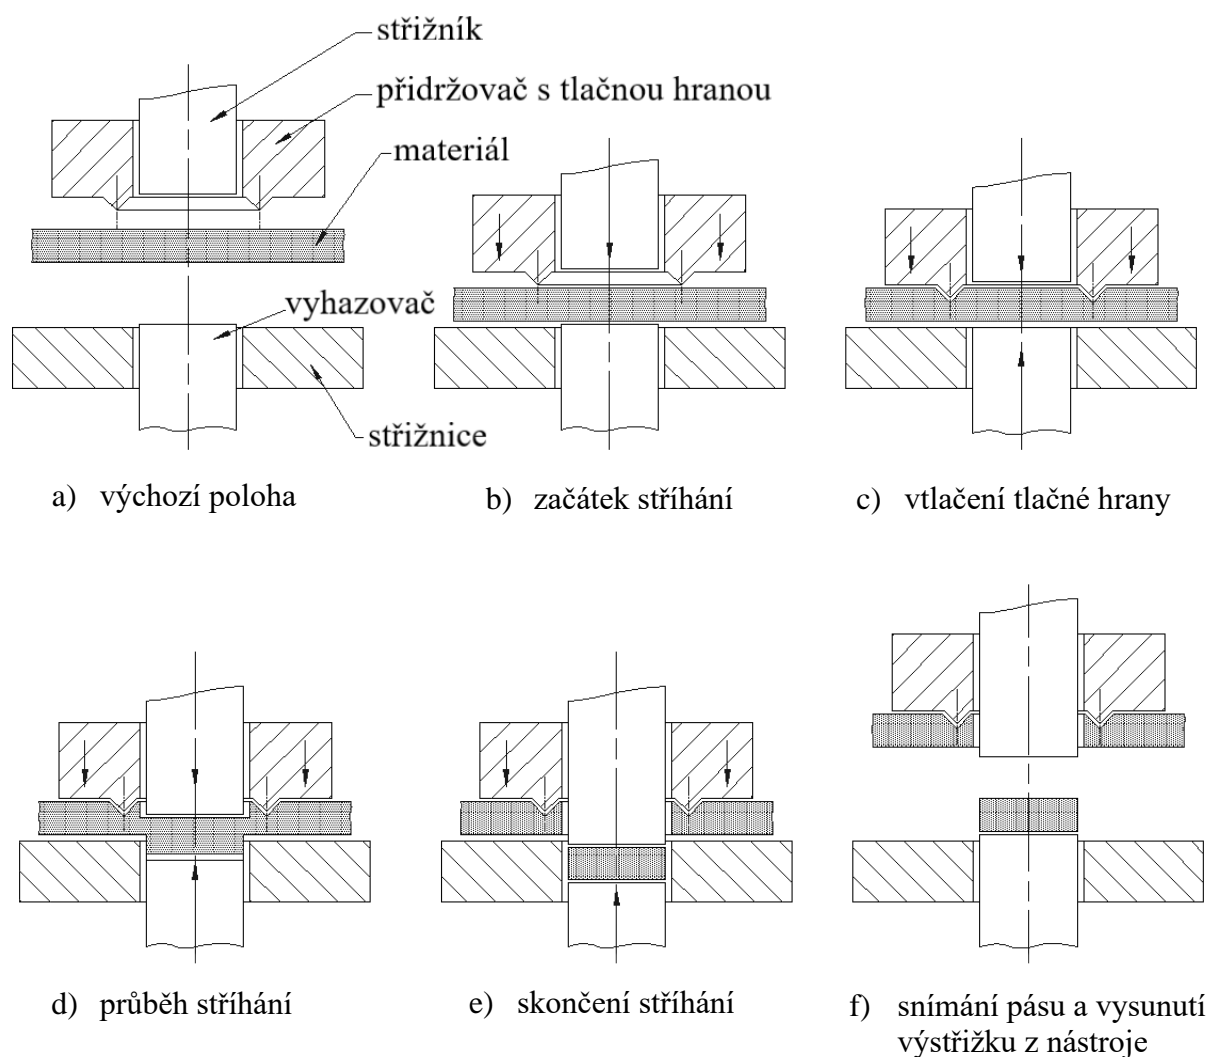 střižník
přidržovač s tlačnou hranou
materiál
vyhazovač
střižnice
a) výchozí poloha
b) začátek stříhání
c) vtlačení tlačné hrany
d) průběh stříhání
e) skončení stříhání
f) snímání pásu a vysunutí
výstřižku z nástroje